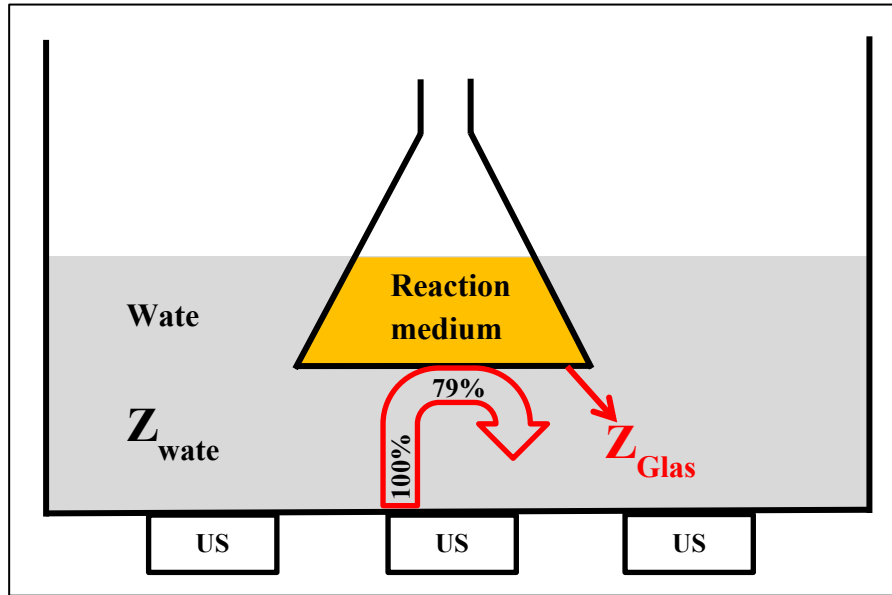 Reaction
medium
Wate
79%
Z wate
100%
Z Glas
US US US